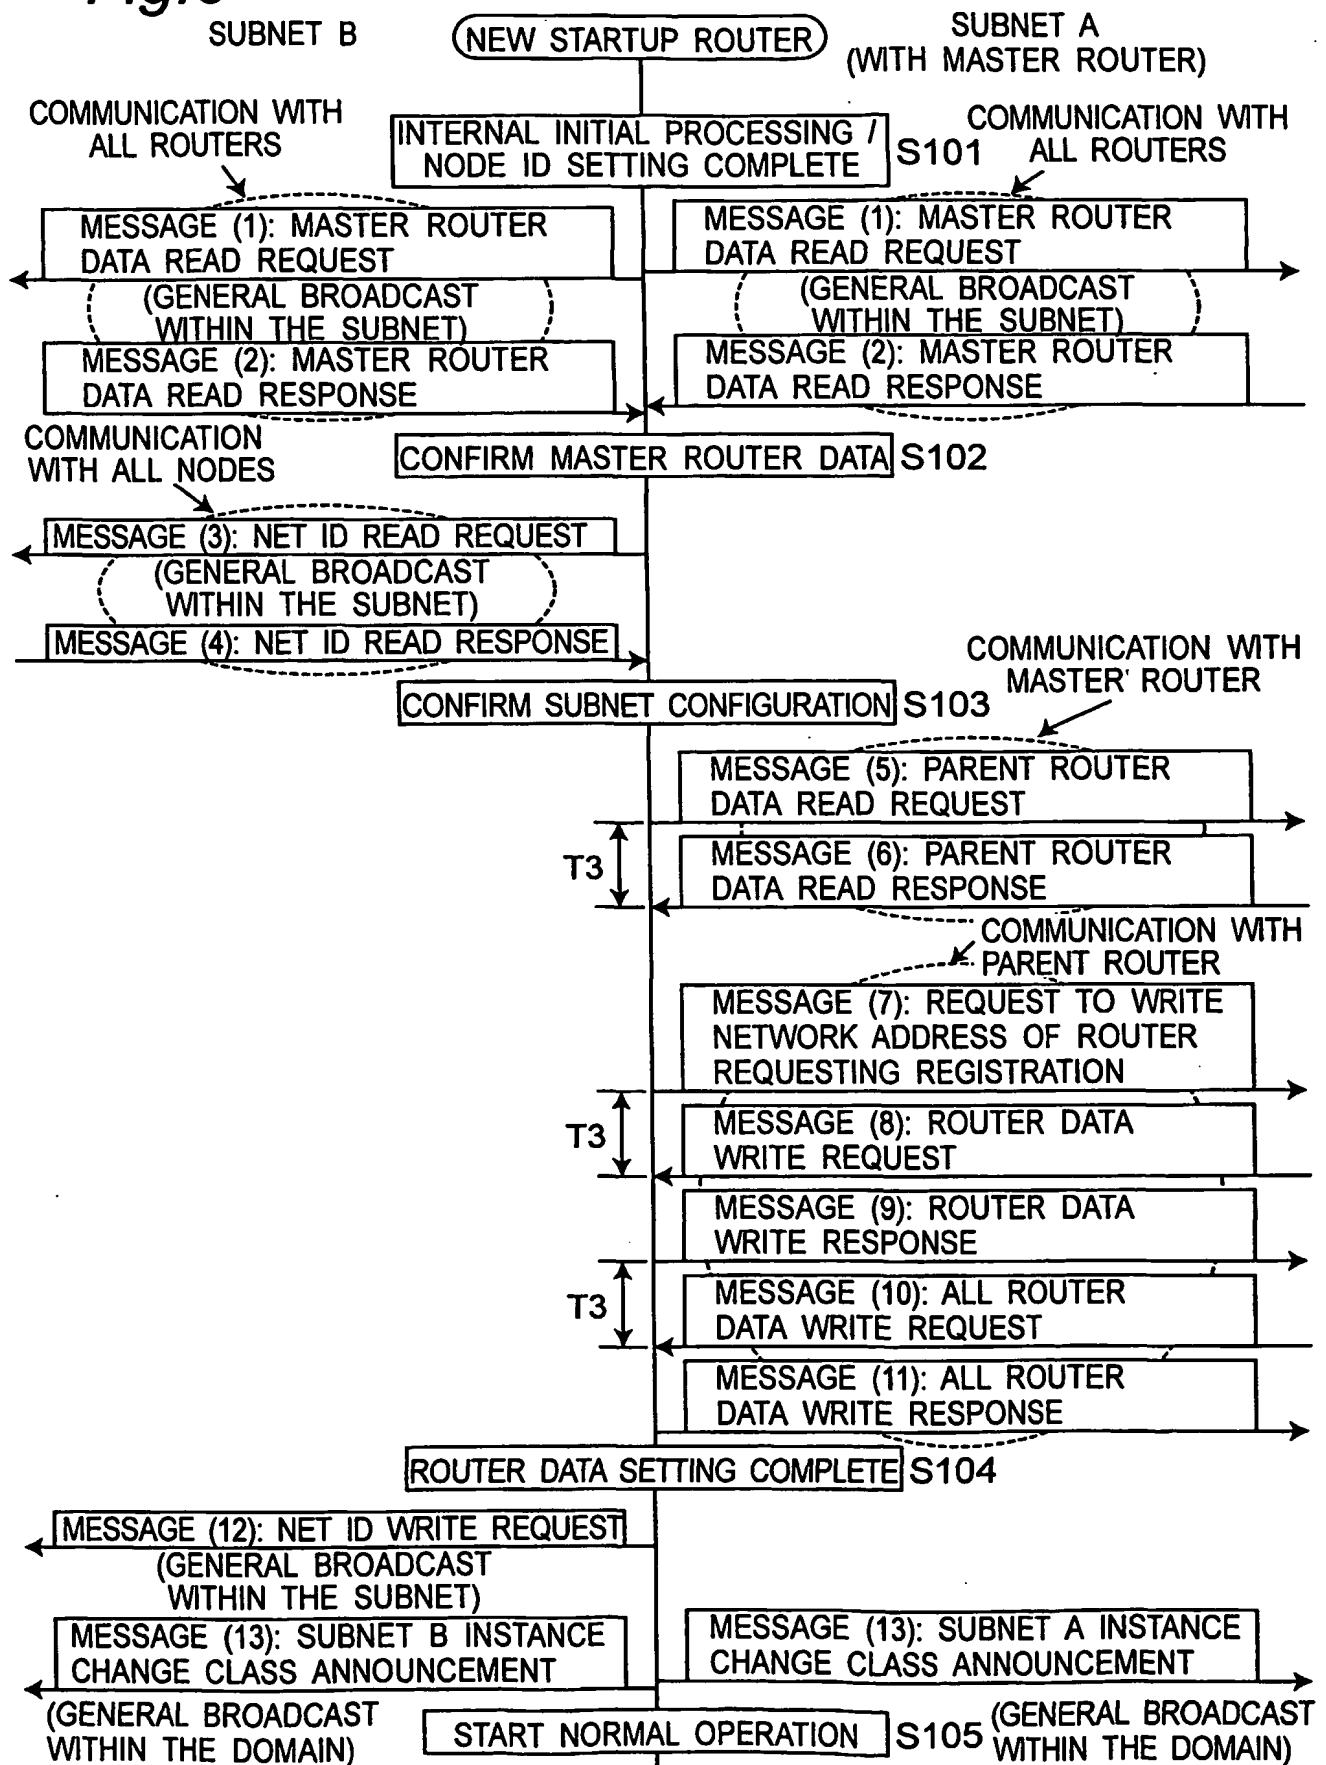 SUBNET B
NEW STARTUP ROUTER
SUBNET A
(WITH MASTER ROUTER)
COMMUNICATION WITH
ALL ROUTERS
INTERNAL INITIAL PROCESSING /
NODE ID SETTING COMPLETE
S101
COMMUNICATION WITH
ALL ROUTERS
MESSAGE (1): MASTER ROUTER
DATA READ REQUEST
(GENERAL BROADCAST
WITHIN THE SUBNET)
MESSAGE (2): MASTER ROUTER
DATA READ RESPONSE
MESSAGE (1): MASTER ROUTER
DATA READ REQUEST
(GENERAL BROADCAST
WITHIN THE SUBNET)
MESSAGE (2): MASTER ROUTER
DATA READ RESPONSE
CONFIRM MASTER ROUTER DATA
S102
COMMUNICATION
WITH ALL NODES
MESSAGE (3): NET ID READ REQUEST
(GENERAL BROADCAST
WITHIN THE SUBNET)
MESSAGE (4): NET ID READ RESPONSE
CONFIRM SUBNET CONFIGURATION
S103
COMMUNICATION WITH
MASTER ROUTER
MESSAGE (5): PARENT ROUTER
DATA READ REQUEST
T3
MESSAGE (6): PARENT ROUTER
DATA READ RESPONSE
COMMUNICATION WITH
PARENT ROUTER
MESSAGE (7): REQUEST TO WRITE
NETWORK ADDRESS OF ROUTER
REQUESTING REGISTRATION
T3
MESSAGE (8): ROUTER DATA
WRITE REQUEST
MESSAGE (9): ROUTER DATA
WRITE RESPONSE
T3
MESSAGE (10): ALL ROUTER
DATA WRITE REQUEST
MESSAGE (11): ALL ROUTER
DATA WRITE RESPONSE
ROUTER DATA SETTING COMPLETE
S104
MESSAGE (12): NET ID WRITE REQUEST
(GENERAL BROADCAST
WITHIN THE SUBNET)
MESSAGE (13): SUBNET B INSTANCE
CHANGE CLASS ANNOUNCEMENT
(GENERAL BROADCAST
WITHIN THE DOMAIN)
MESSAGE (13): SUBNET A INSTANCE
CHANGE CLASS ANNOUNCEMENT
START NORMAL OPERATION
S105
(GENERAL BROADCAST
WITHIN THE DOMAIN)